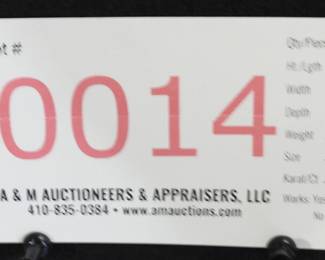 #
0014
A & M AUCTIONEERS & APPRAISERS, LLC
410-835-0384 • www.amauctions.com
Qty/Piec
Ht./Lgth
Width
Depth
Weight
Size
Karat/Ct.
Works: Yes
No